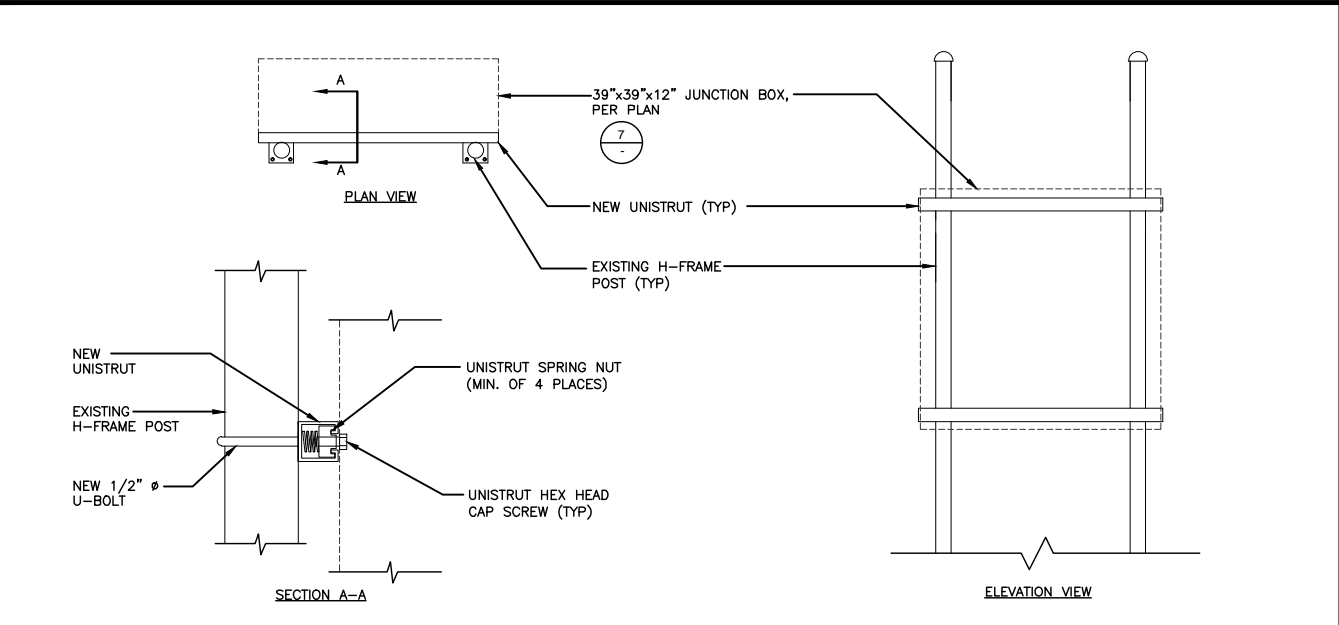 A
A
PLAN VIEW
39"x39"x12" JUNCTION BOX,
PER PLAN
7
-
NEW UNISTRUT (TYP)
EXISTING H-FRAME
POST (TYP)
NEW
UNISTRUT
EXISTING
H-FRAME POST
NEW 1/2" ø
U-BOLT
UNISTRUT SPRING NUT
(MIN. OF 4 PLACES)
UNISTRUT HEX HEAD
CAP SCREW (TYP)
SECTION A-A
ELEVATION VIEW